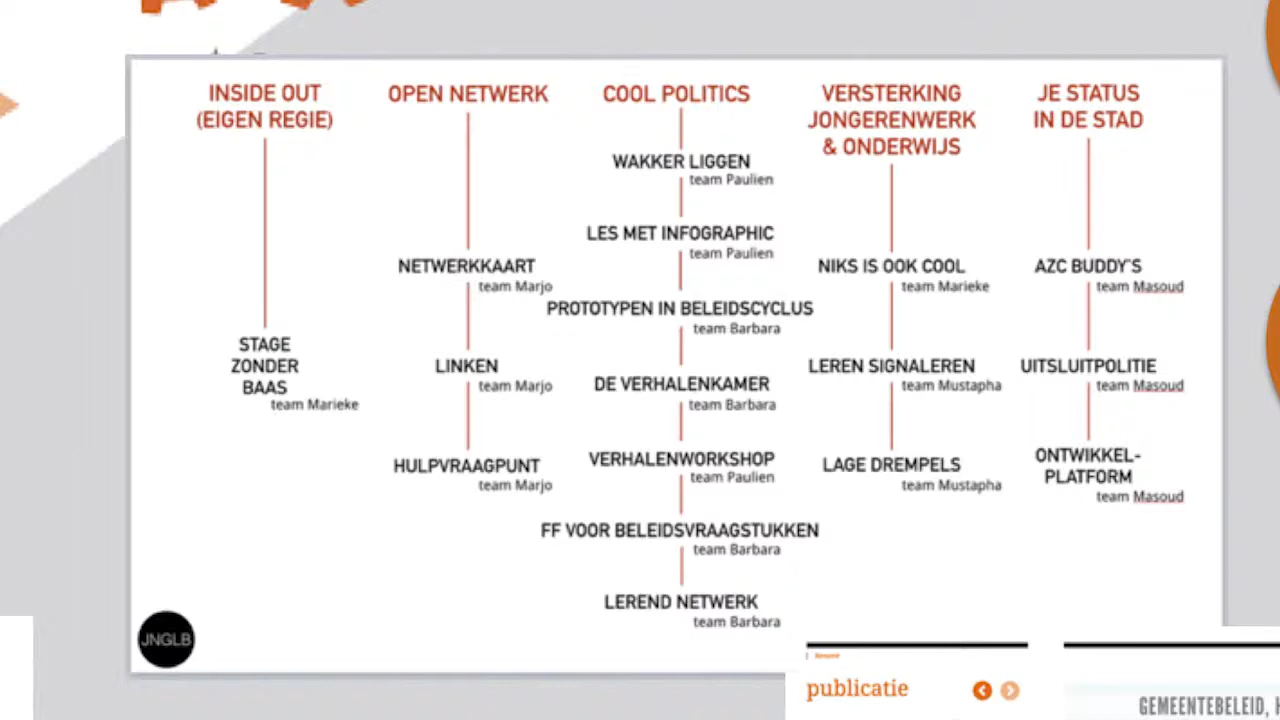 INSIDE OUT
(EIGEN REGIE)
STAGE
ZONDER
BAAS
team Marieke
OPEN NETWERK
NETWERKKAART
team Marjo
LINKEN
team Marjo
HULPVRAAGPUNT
team Marjo
COOL POLITICS
WAKKER LIGGEN
team Paulien
LES MET INFOGRAPHIC
team Paulien
PROTOTYPEN IN BELEIDSCYCLUS
team Barbara
DE VERHALENKAMER
team Barbara
VERHALENWORKSHOP
team Paulien
FF VOOR BELEIDSVRAAGSTUKKEN
team Barbara
LEREND NETWERK
team Barbara
VERSTERKING
JONGERENWERK
& ONDERWIJS
NIKS IS OOK COOL
team Marieke
LEREN SIGNALEREN
team Mustapha
LAGE DREMPELS
team Mustapha
JE STATUS
IN DE STAD
AZC BUDDY'S
team Masoud
UITSLUITPOLITIE
team Masoud
ONTWIKKEL-
PLATFORM
team Masoud
JNGLB
publicatie
GEMEENTEBELEID, H